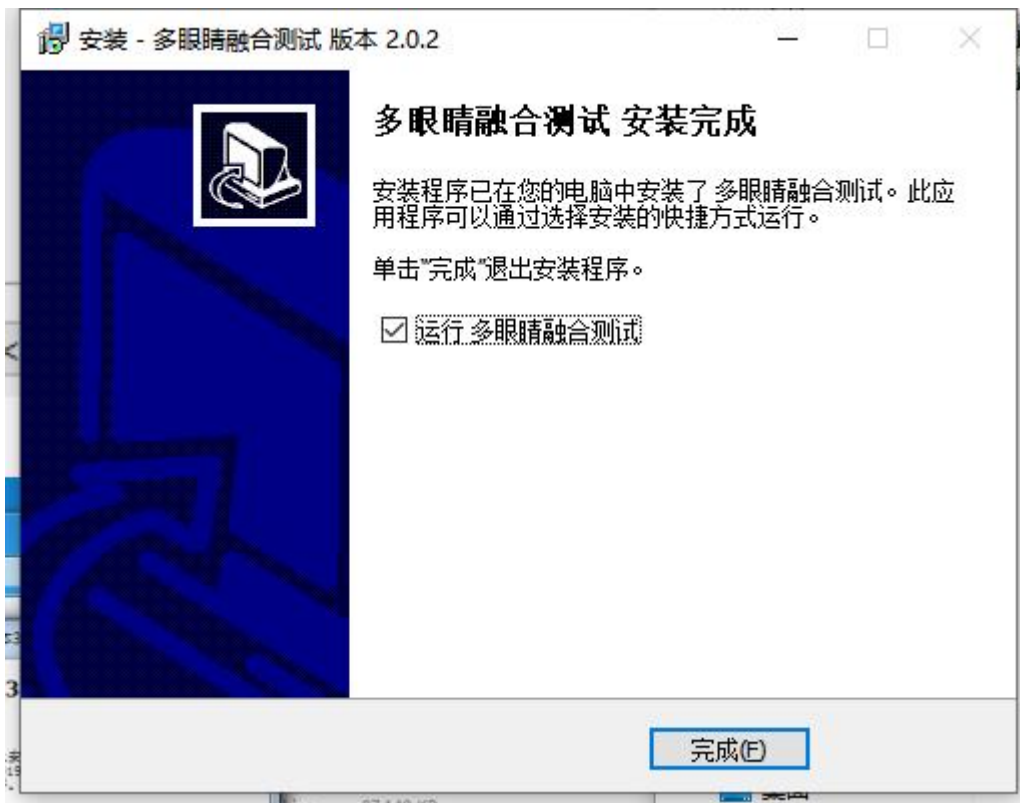 安装 - 多眼睛融合测试 版本 2.0.2
多眼睛融合测试 安装完成
安装程序已在您的电脑中安装了 多眼睛融合测试。此应
用程序可以通过选择安装的快捷方式运行。
单击"完成"退出安装程序。
运行 多眼睛融合测试
完成(F)